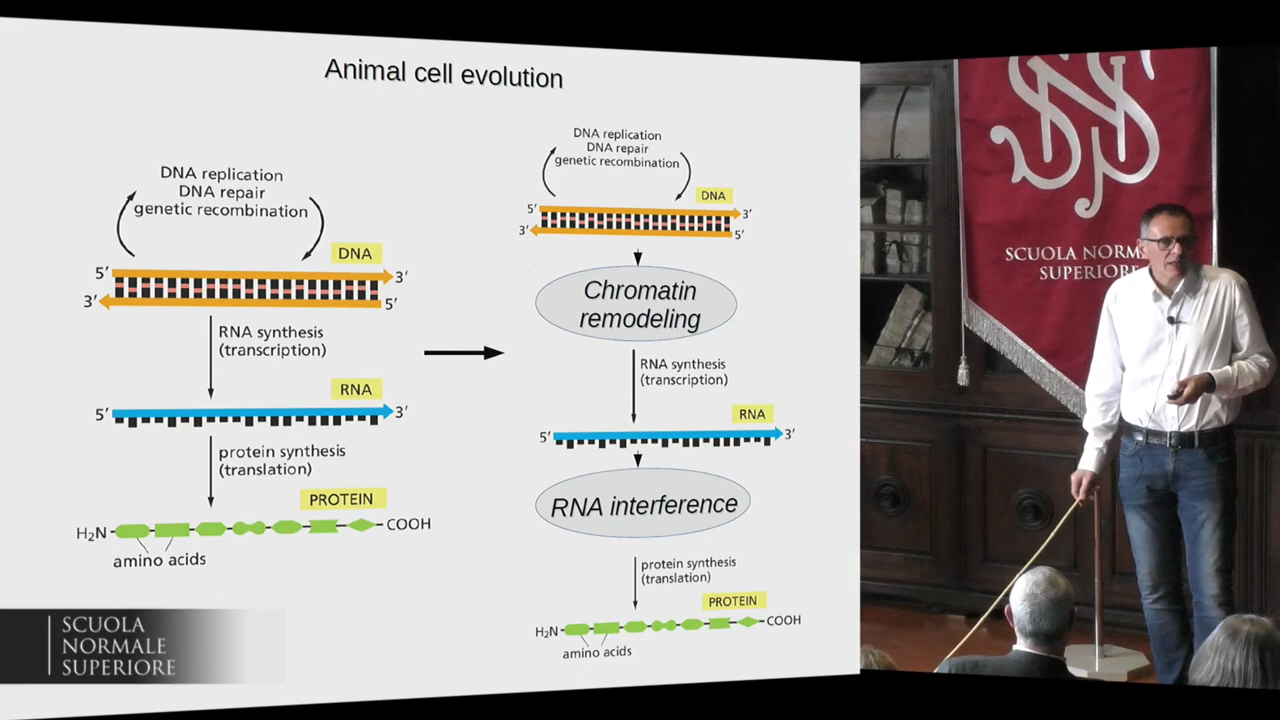 Animal cell evolution
DNA replication
DNA repair
genetic recombination
DNA
5′
3′
3′
5′
RNA synthesis
(transcription)
RNA
5′
3′
protein synthesis
(translation)
PROTEIN
H₂N
COOH
amino acids
DNA replication
DNA repair
genetic recombination
DNA
5′
3′
3′
5′
Chromatin
remodeling
RNA synthesis
(transcription)
RNA
5′
3′
RNA interference
protein synthesis
(translation)
PROTEIN
H₂N
COOH
amino acids
SCUOLA
NORMALE
SUPERIORE
SNS
SCUOLA NORM
SUPERIORE